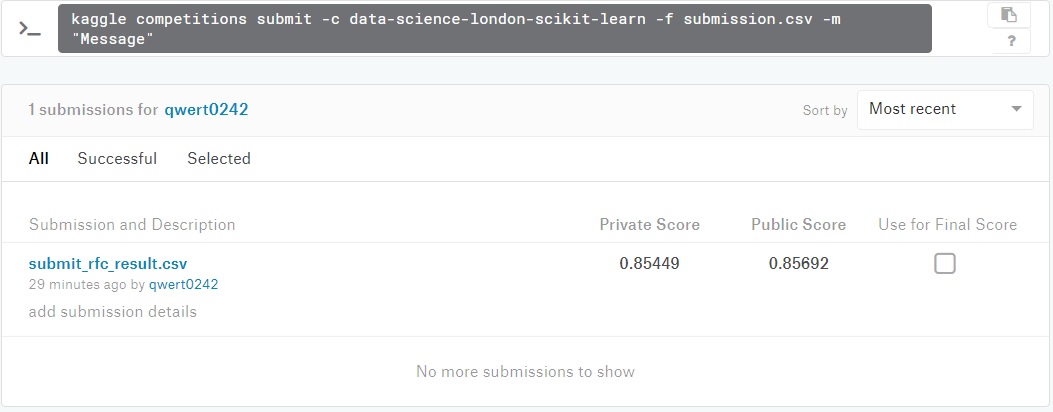 kaggle competitions submit -c data-science-london-scikit-learn -f submission.csv -m
"Message"
?
1 submissions for qwert0242
Sort by Most recent
All Successful Selected
Submission and Description Private Score Public Score Use for Final Score
submit_rfc_result.csv 0.85449 0.85692
29 minutes ago by qwert0242
add submission details
No more submissions to show